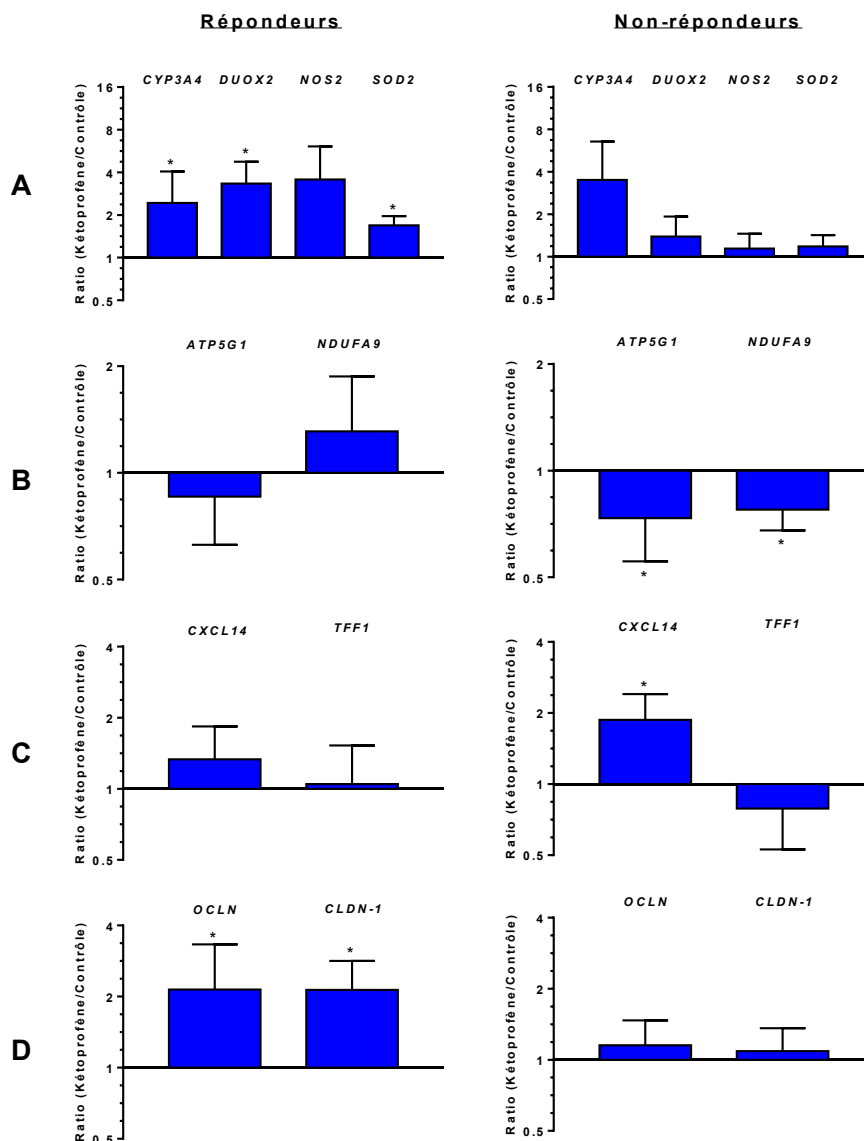 Répondeurs
Non-répondeurs
A
Ratio (Kétoprofène/Contrôle)
16
8
4
2
1
0.5
CYP3A4 DUOX2 NOS2 SOD2
* * *
Ratio (Kétoprofène/Contrôle)
16
8
4
2
1
0.5
CYP3A4 DUOX2 NOS2 SOD2
B
Ratio (Kétoprofène/Contrôle)
2
1
0.5
ATP5G1 NDUFA9
Ratio (Kétoprofène/Contrôle)
2
1
0.5
ATP5G1 NDUFA9
* *
C
Ratio (Kétoprofène/Contrôle)
4
2
1
0.5
CXCL14 TFF1
Ratio (Kétoprofène/Contrôle)
4
2
1
0.5
CXCL14 TFF1
*
D
Ratio (Kétoprofène/Contrôle)
4
2
1
0.5
OCLN CLDN-1
* *
Ratio (Kétoprofène/Contrôle)
4
2
1
0.5
OCLN CLDN-1